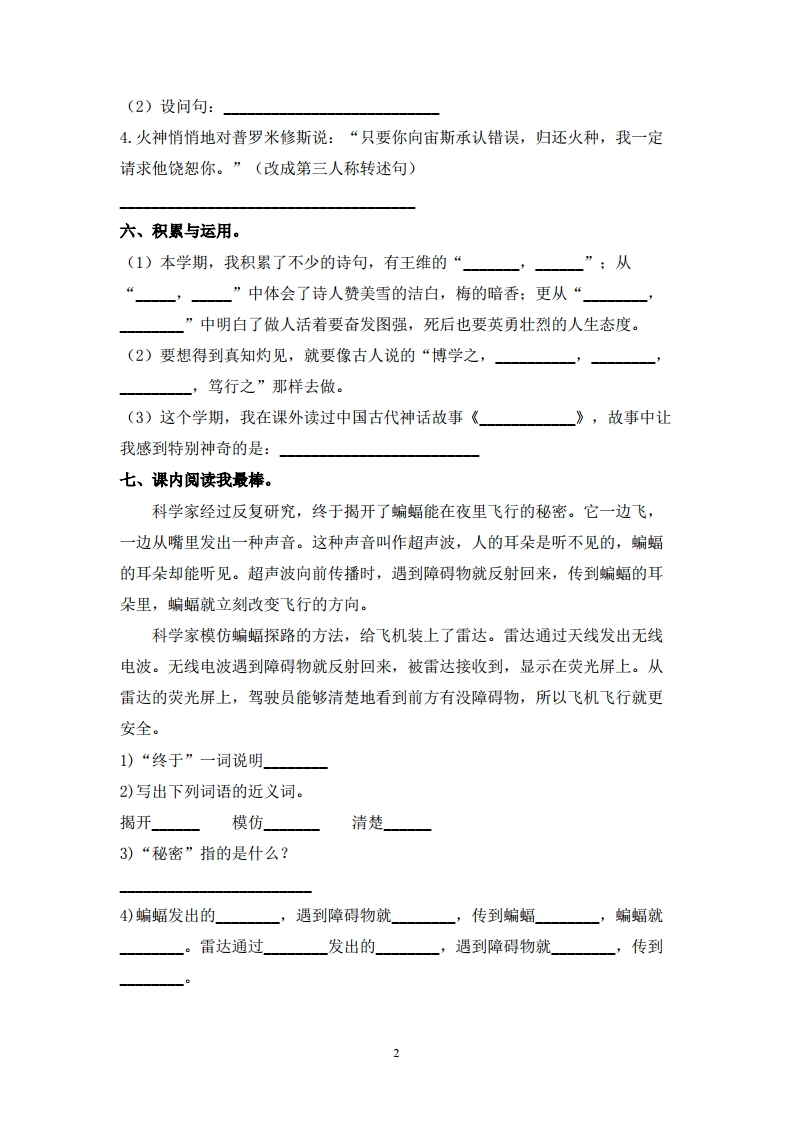 （2）设问句：___________________________
4.火神悄悄地对普罗米修斯说：“只要你向宙斯承认错误，归还火种，我一定
请求他饶恕你。”（改成第三人称转述句）
_____________________________________
六、积累与运用。
（1）本学期，我积累了不少的诗句，有王维的“_______，______”；从
“_____，_____”中体会了诗人赞美雪的洁白，梅的暗香；更从“________，
________”中明白了做人活着要奋发图强，死后也要英勇壮烈的人生态度。
（2）要想得到真知灼见，就要像古人说的“博学之，__________，________，
_________，笃行之”那样去做。
（3）这个学期，我在课外读过中国古代神话故事《____________》，故事中让
我感到特别神奇的是：_________________________
七、课内阅读我最棒。
科学家经过反复研究，终于揭开了蝙蝠能在夜里飞行的秘密。它一边飞，
一边从嘴里发出一种声音。这种声音叫作超声波，人的耳朵是听不见的，蝙蝠
的耳朵却能听见。超声波向前传播时，遇到障碍物就反射回来，传到蝙蝠的耳
朵里，蝙蝠就立刻改变飞行的方向。
科学家模仿蝙蝠探路的方法，给飞机装上了雷达。雷达通过天线发出无线
电波。无线电波遇到障碍物就反射回来，被雷达接收到，显示在荧光屏上。从
雷达的荧光屏上，驾驶员能够清楚地看到前方有没障碍物，所以飞机飞行就更
安全。
1)“终于”一词说明________
2)写出下列词语的近义词。
揭开______ 模仿_______ 清楚______
3)“秘密”指的是什么？
________________________
4)蝙蝠发出的________，遇到障碍物就________，传到蝙蝠________，蝙蝠就
________。雷达通过________发出的________，遇到障碍物就________，传到
________。
2